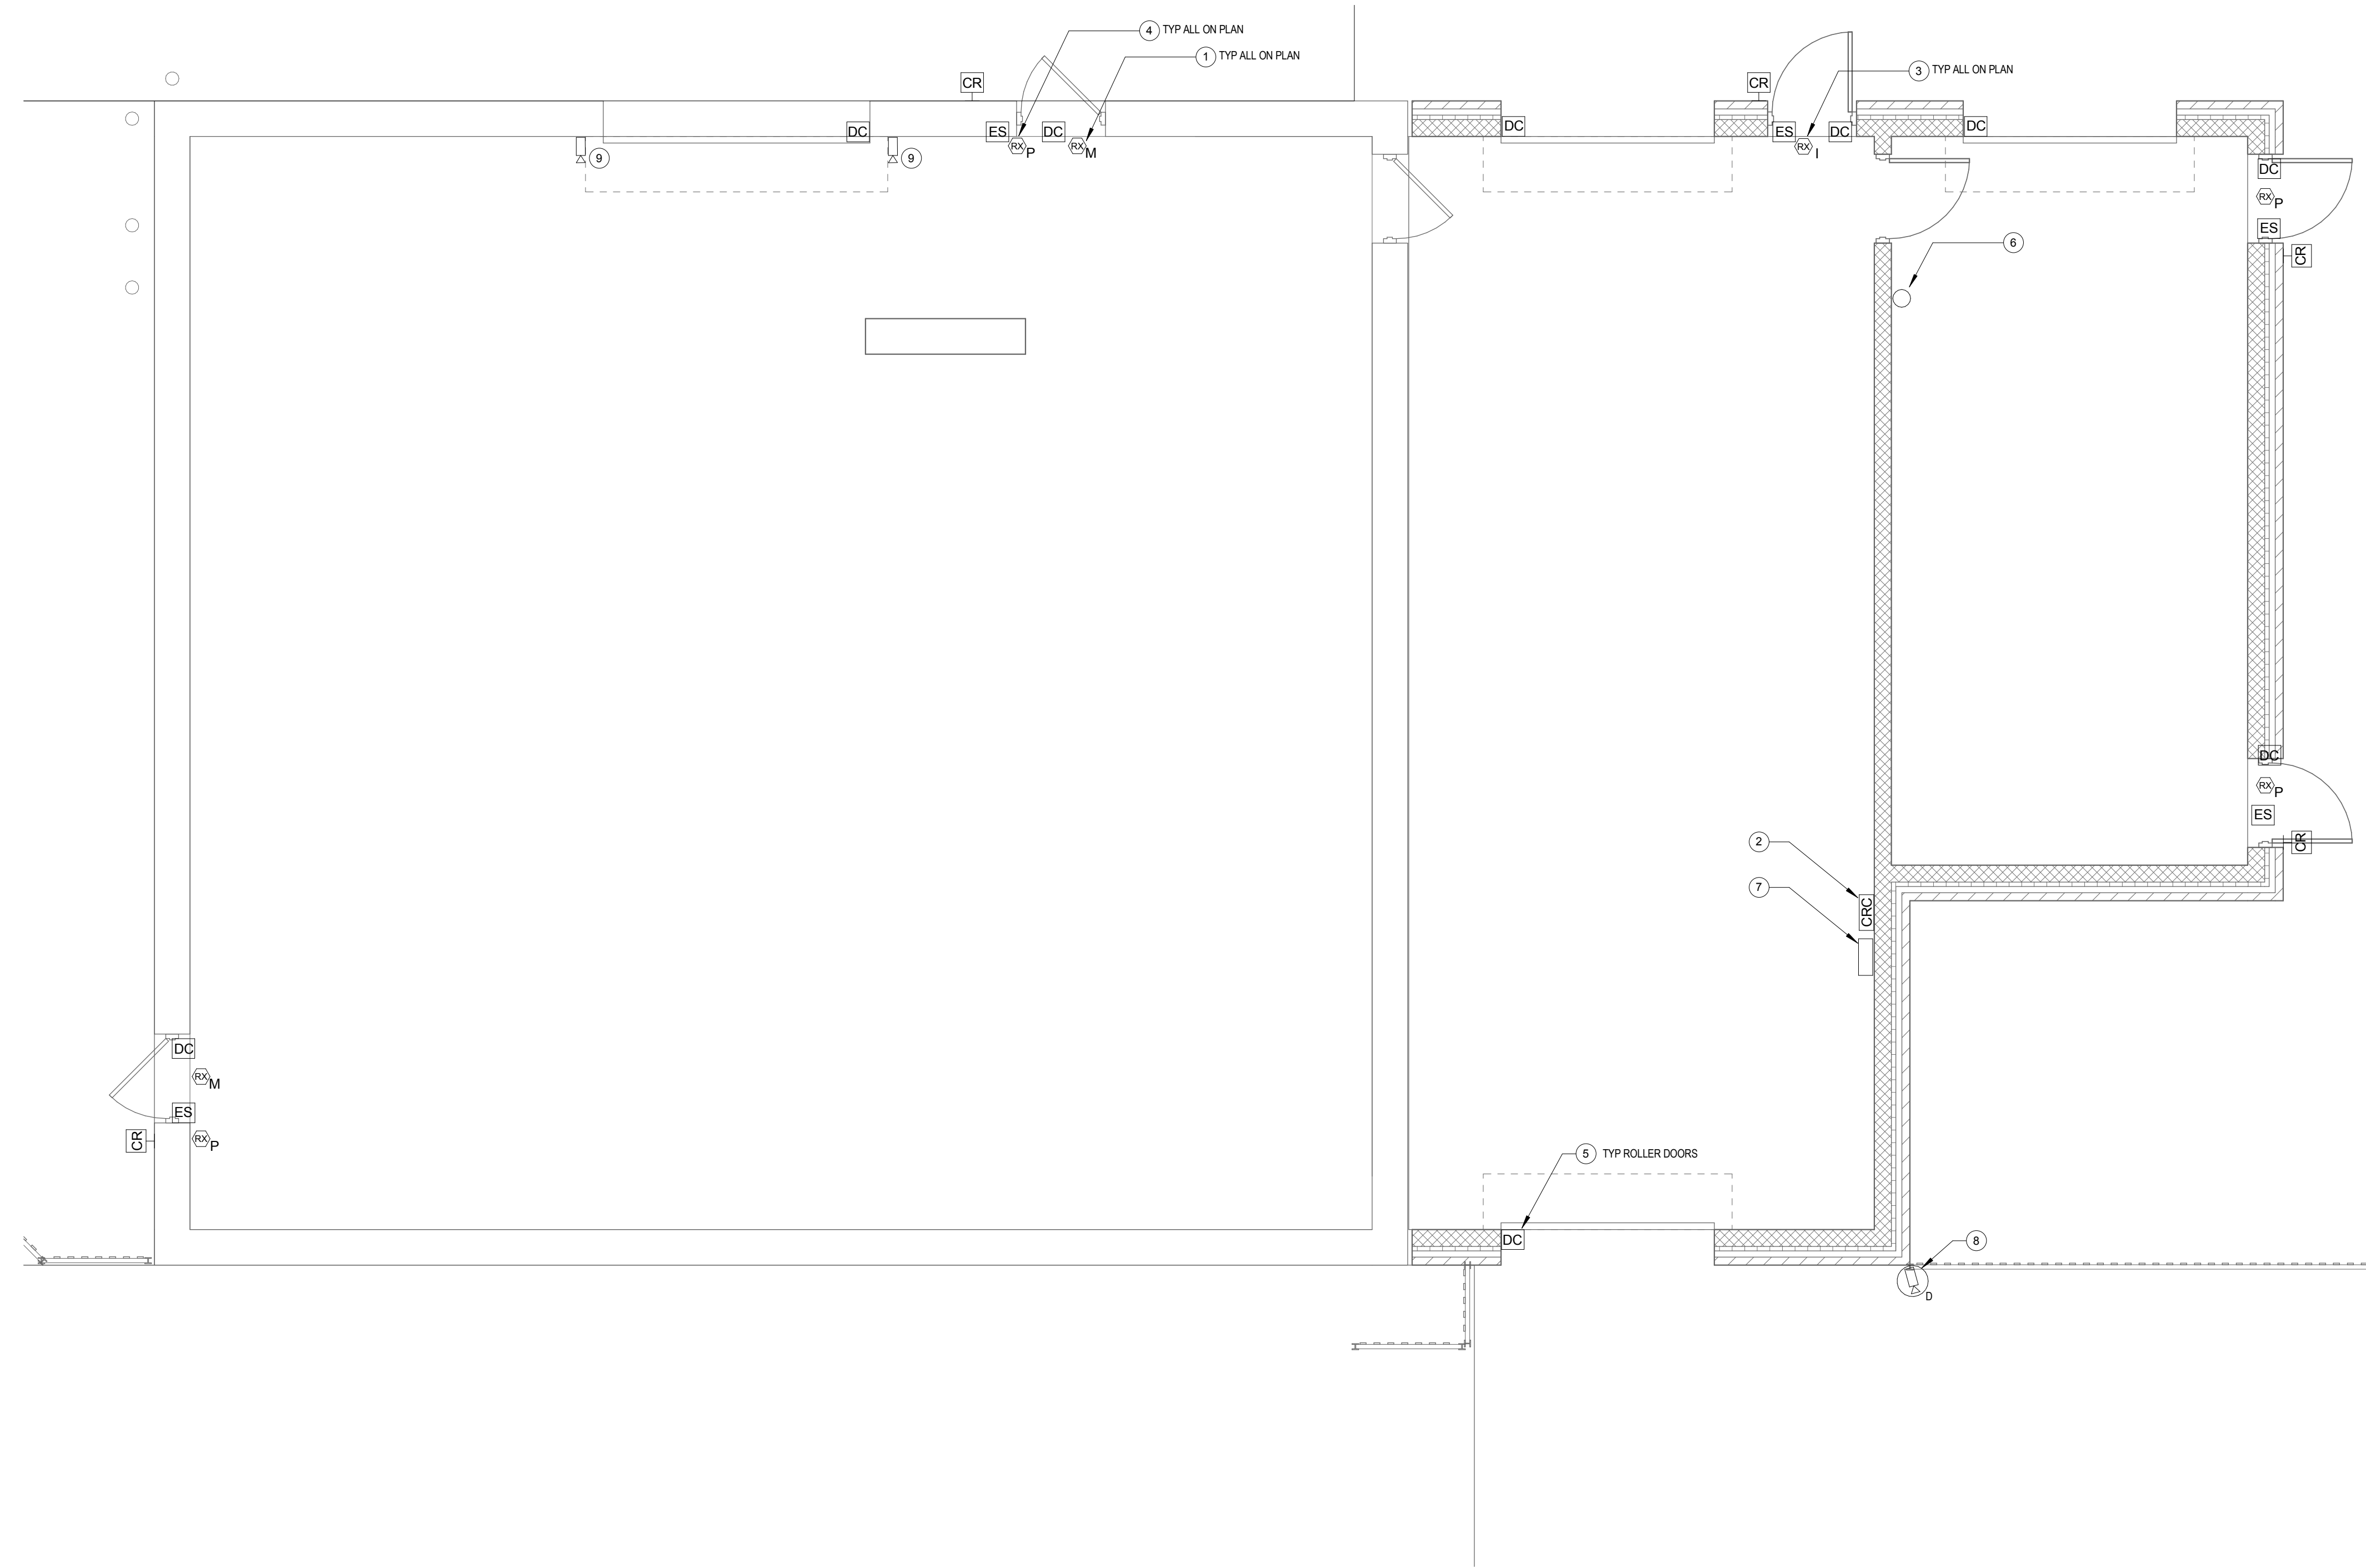 4 TYP ALL ON PLAN
1 TYP ALL ON PLAN
3 TYP ALL ON PLAN
CR
CR
DC
ES
DC
DC
ES
DC
DC
9
9
RX P
RX M
RX I
DC
RX P
ES
CR
6
DC
RX P
ES
CR
2
7
CRC
DC
RX M
ES
CR
RX P
5 TYP ROLLER DOORS
DC
8
D